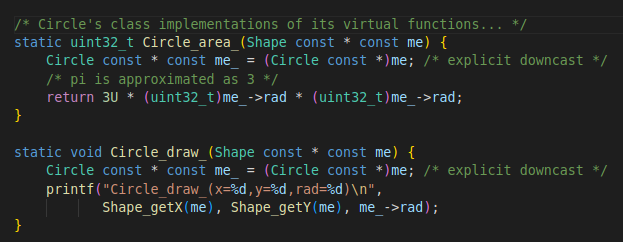 /* Circle's class implementations of its virtual functions... */
static uint32_t Circle_area_(Shape const * const me) {
    Circle const * const me_ = (Circle const *)me; /* explicit downcast */
    /* pi is approximated as 3 */
    return 3U * (uint32_t)me_->rad * (uint32_t)me_->rad;
}

static void Circle_draw_(Shape const * const me) {
    Circle const * const me_ = (Circle const *)me; /* explicit downcast */
    printf("Circle_draw_(x=%d,y=%d,rad=%d)\n",
           Shape_getX(me), Shape_getY(me), me_->rad);
}